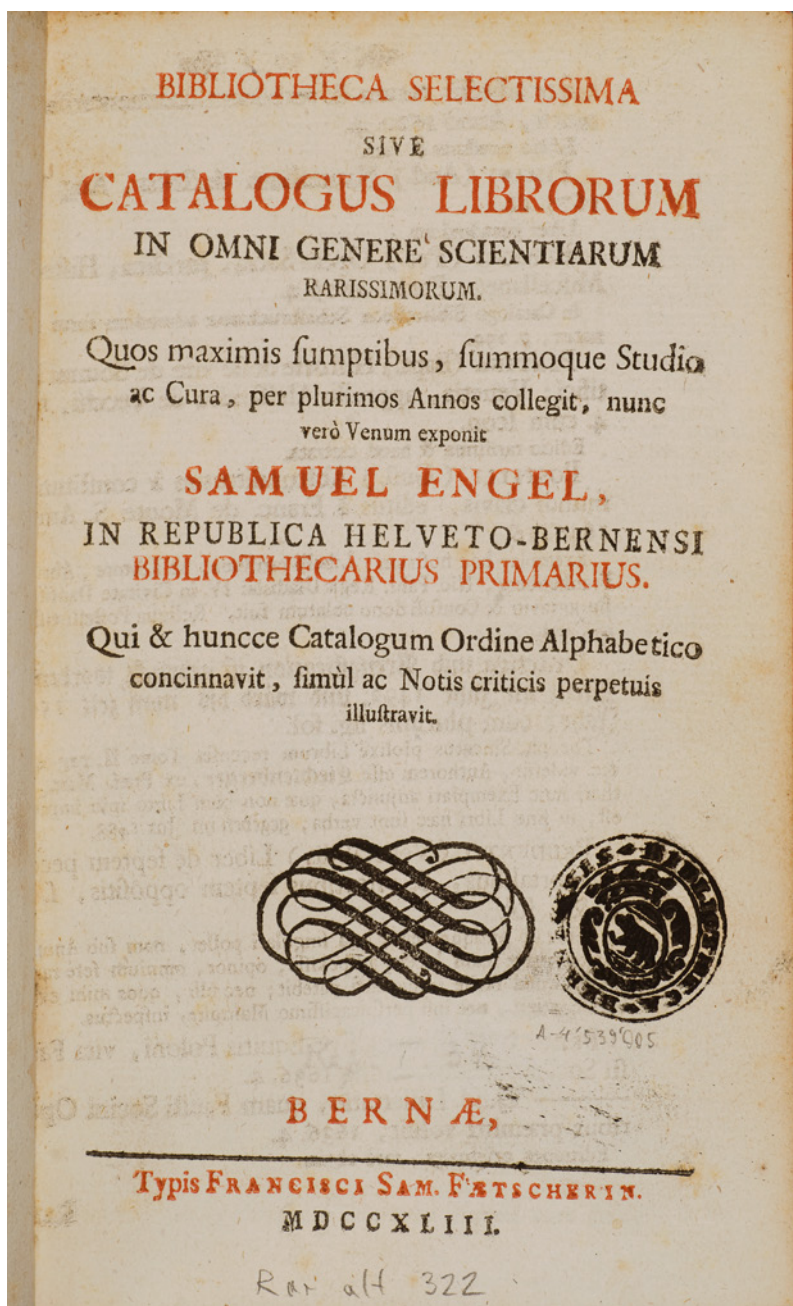 BIBLIOTHECA SELECTISSIMA
SIVE
CATALOGUS LIBRORUM
IN OMNI GENERE SCIENTIARUM
RARISSIMORUM.
Quos maximis ſumptibus, ſummoque Studio
ac Cura, per plurimos Annos collegit, nunc
verò Venum exponit
SAMUEL ENGEL,
IN REPUBLICA HELVETO-BERNENSI
BIBLIOTHECARIUS PRIMARIUS.
Qui & huncce Catalogum Ordine Alphabetico
concinnavit, ſimùl ac Notis criticis perpetuis
illuſtravit.
BIBLIOTHECA BERNENSIS
A-4'539'005
BERNÆ,
Typis FRANCISCI SAM. FÆTSCHERIN.
MDCCXLIII.
Rar alt 322